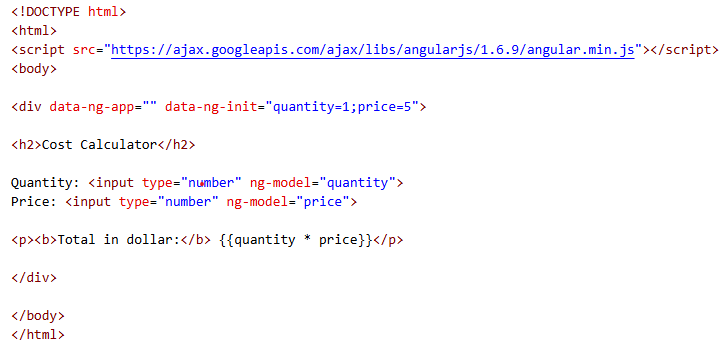 <!DOCTYPE html>
<html>
<script src="https://ajax.googleapis.com/ajax/libs/angularjs/1.6.9/angular.min.js"></script>
<body>
<div data-ng-app="" data-ng-init="quantity=1;price=5">
<h2>Cost Calculator</h2>
Quantity: <input type="number" ng-model="quantity">
Price: <input type="number" ng-model="price">
<p><b>Total in dollar:</b> {{quantity * price}}</p>
</div>
</body>
</html>